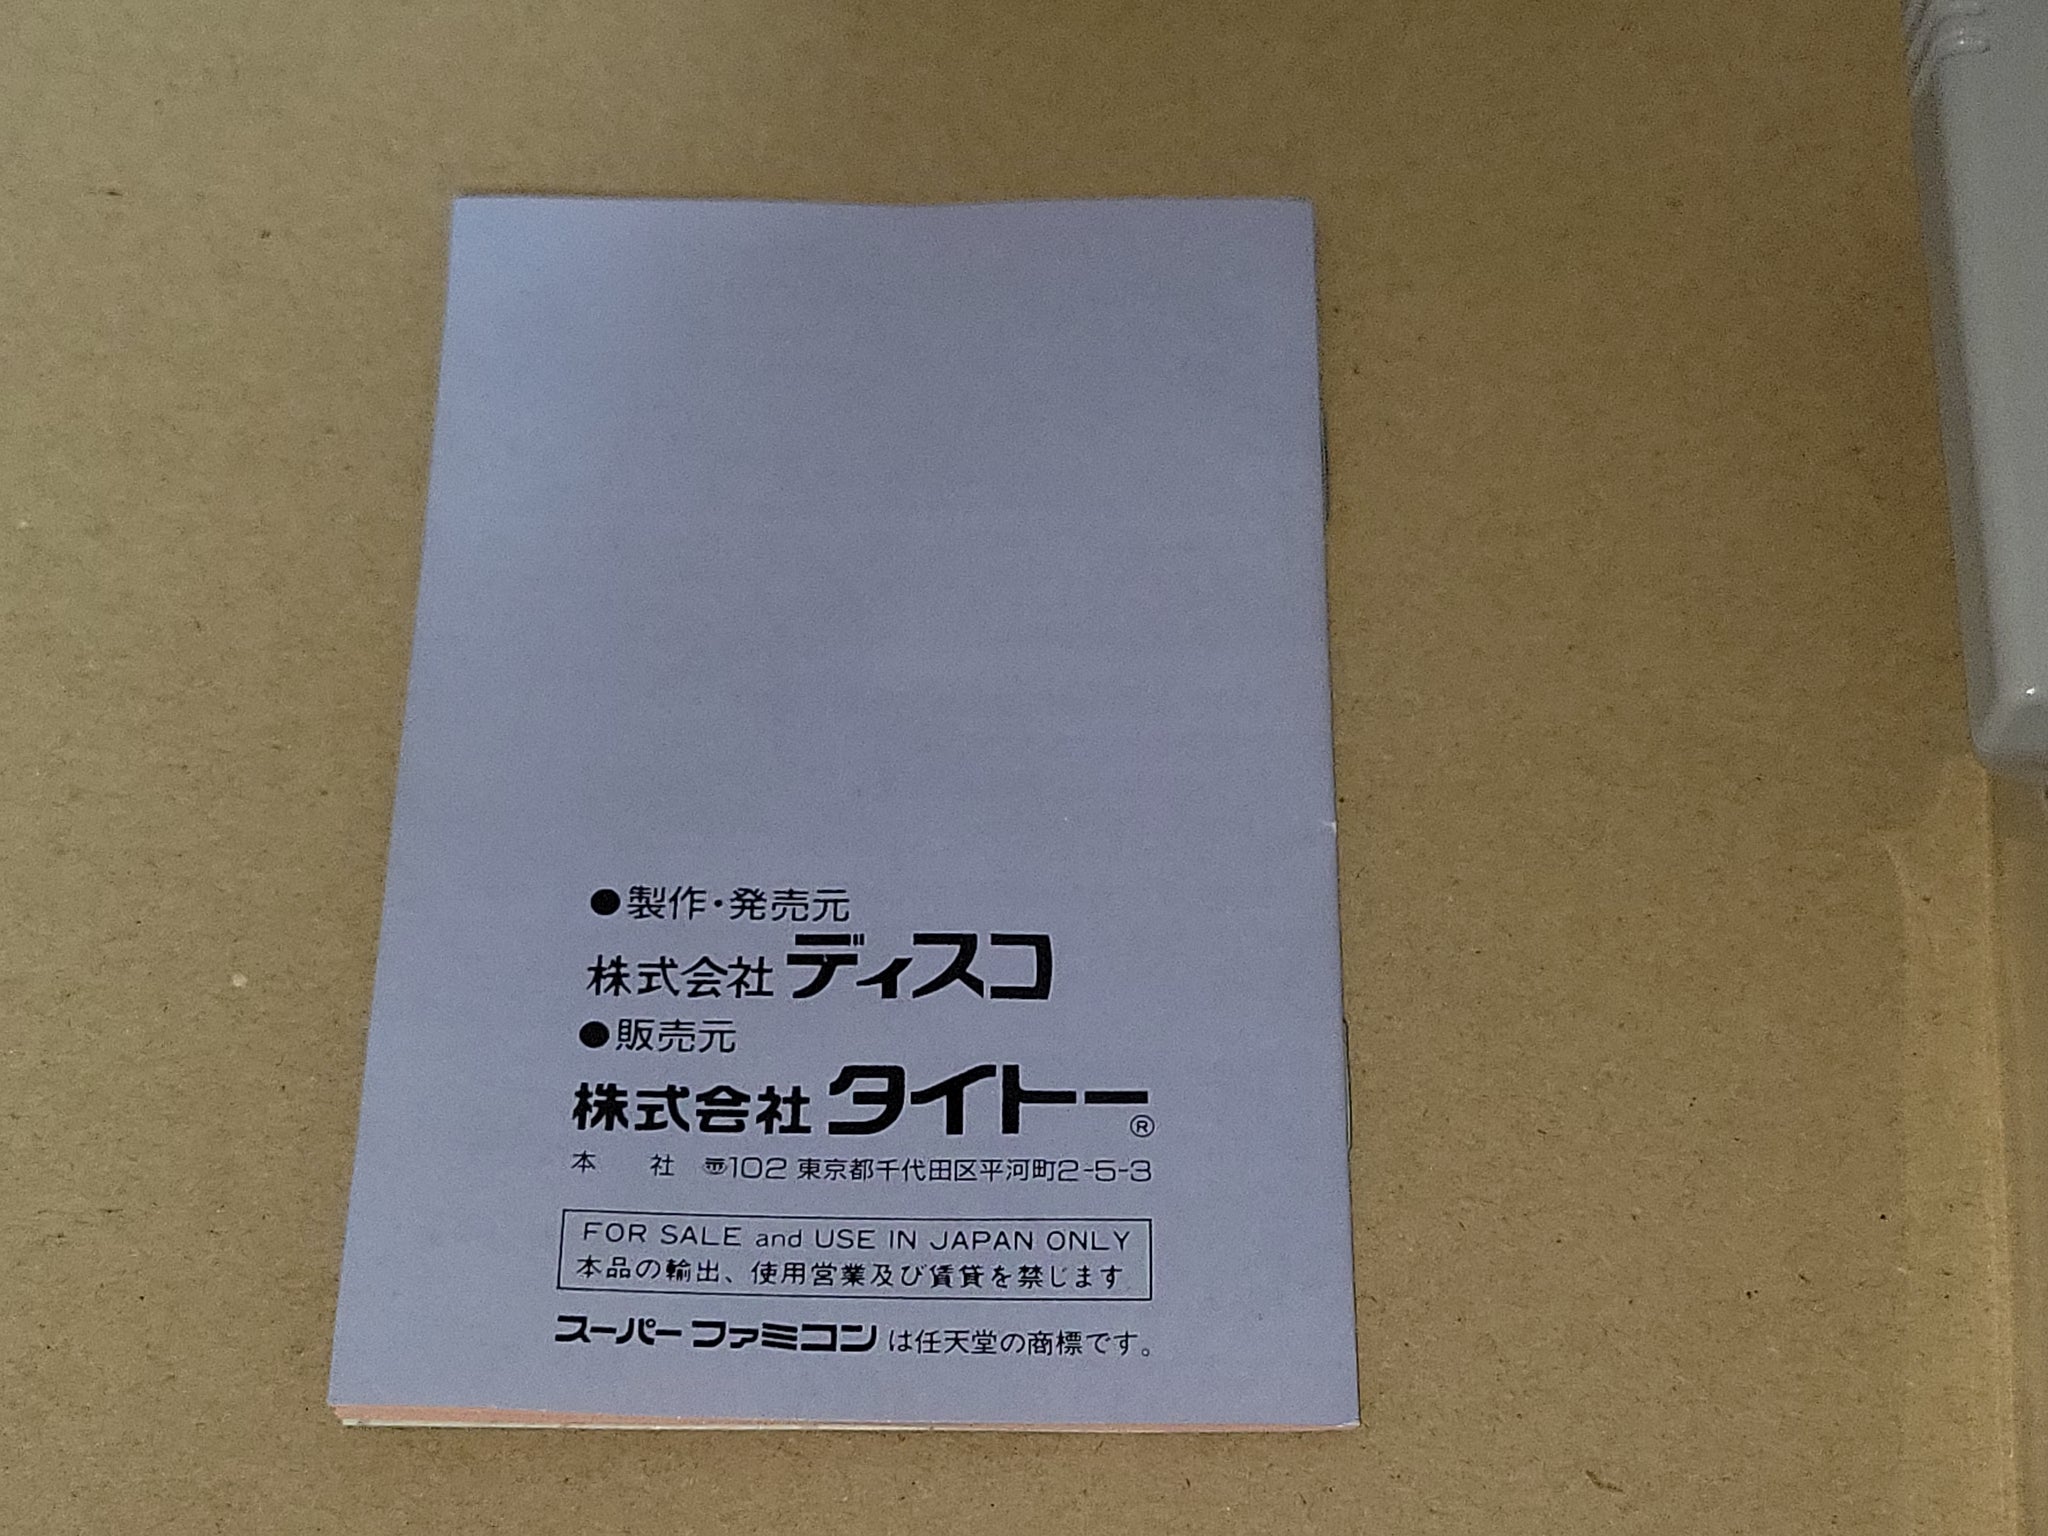 ●製作・発売元
株式会社ディスコ
●販売元
株式会社タイトー®
本 社 〠102 東京都千代田区平河町2-5-3
FOR SALE and USE IN JAPAN ONLY
本品の輸出、使用営業及び賃貸を禁じます
スーパーファミコンは任天堂の商標です。